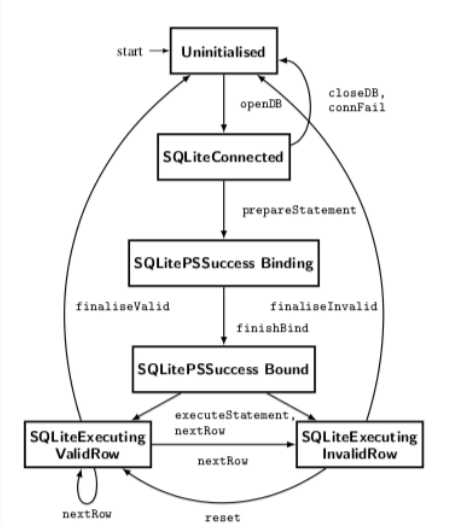 start
Uninitialised
openDB
closeDB,
connFail
SQLiteConnected
prepareStatement
SQLitePSSuccess Binding
finaliseValid
finaliseInvalid
finishBind
SQLitePSSuccess Bound
executeStatement,
nextRow
SQLiteExecuting
ValidRow
nextRow
SQLiteExecuting
InvalidRow
nextRow
reset